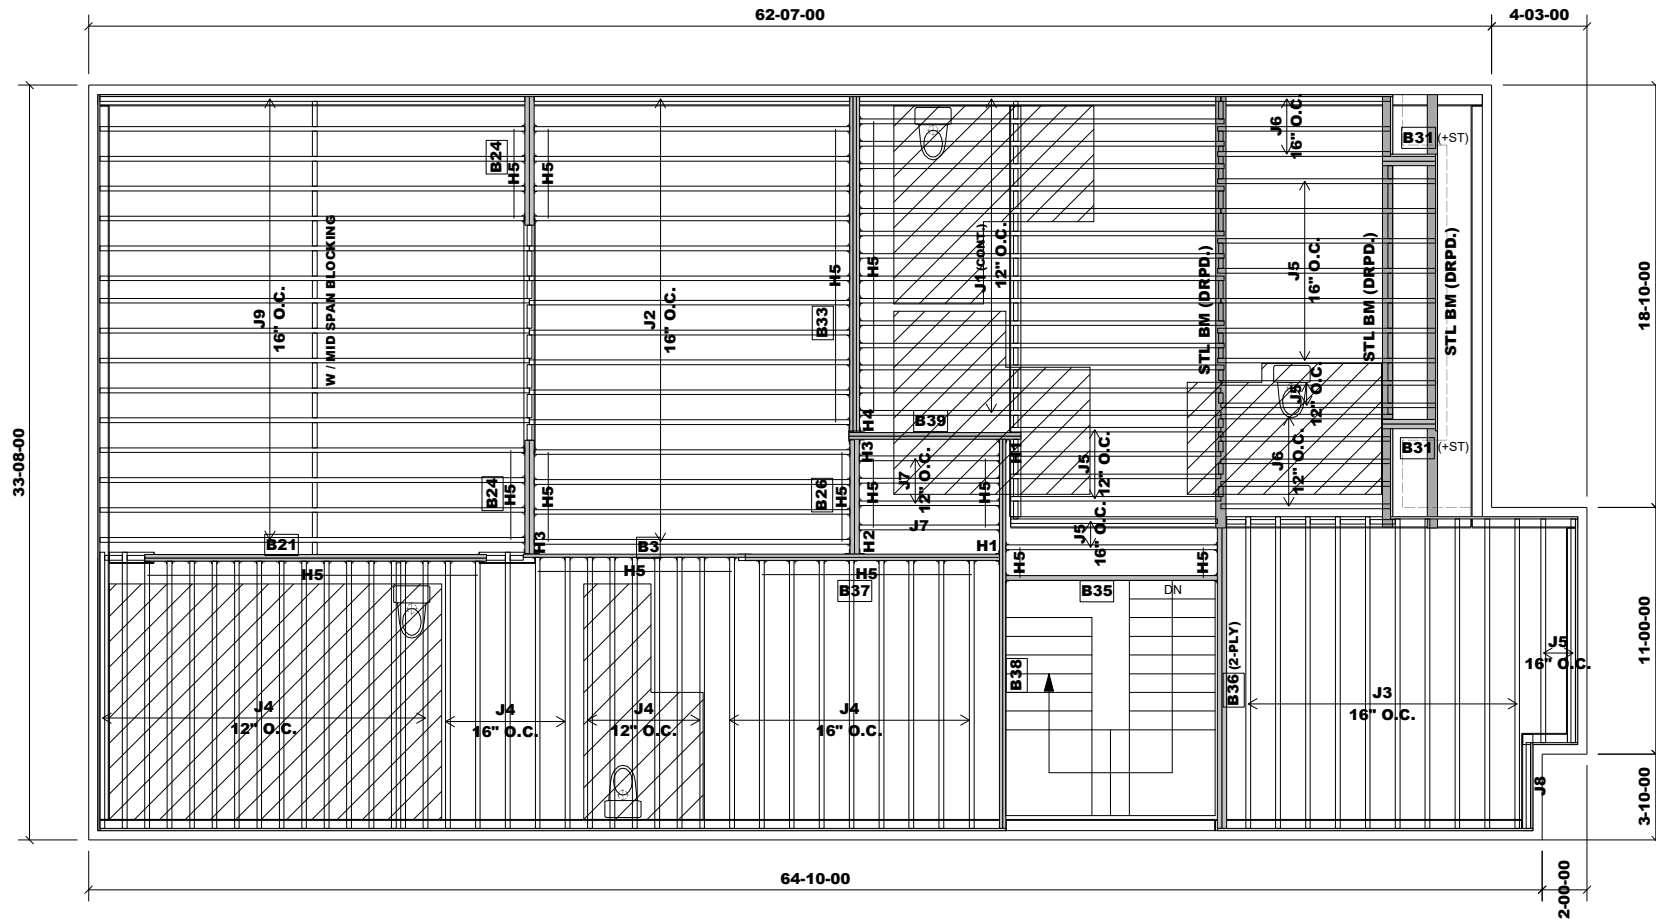 62-07-00
4-03-00
33-08-00
18-10-00
11-00-00
3-10-00
64-10-00
2-00-00
J9
16" O.C.
W / MID SPAN BLOCKING
B24
H5
H5
J2
16" O.C.
H5
H5
B33
J1 (CONT.)
12" O.C.
J6
16" O.C.
B31 (+ST)
STL BM (DRPD.)
J5
16" O.C.
STL BM (DRPD.)
STL BM (DRPD.)
J5
12" O.C.
H4
B39
H3
H1
J5
12" O.C.
J6
12" O.C.
B31 (+ST)
B24
H5
H5
B26
H5
H5
J7
12" O.C.
H5
J7
J5
16" O.C.
B21
H3
B3
H2
H1
H5
H5
H5
H5
H5
B37
B35
DN
J4
12" O.C.
J4
16" O.C.
J4
12" O.C.
J4
16" O.C.
B38
B36 (2-PLY)
J3
16" O.C.
J5
16" O.C.
J8